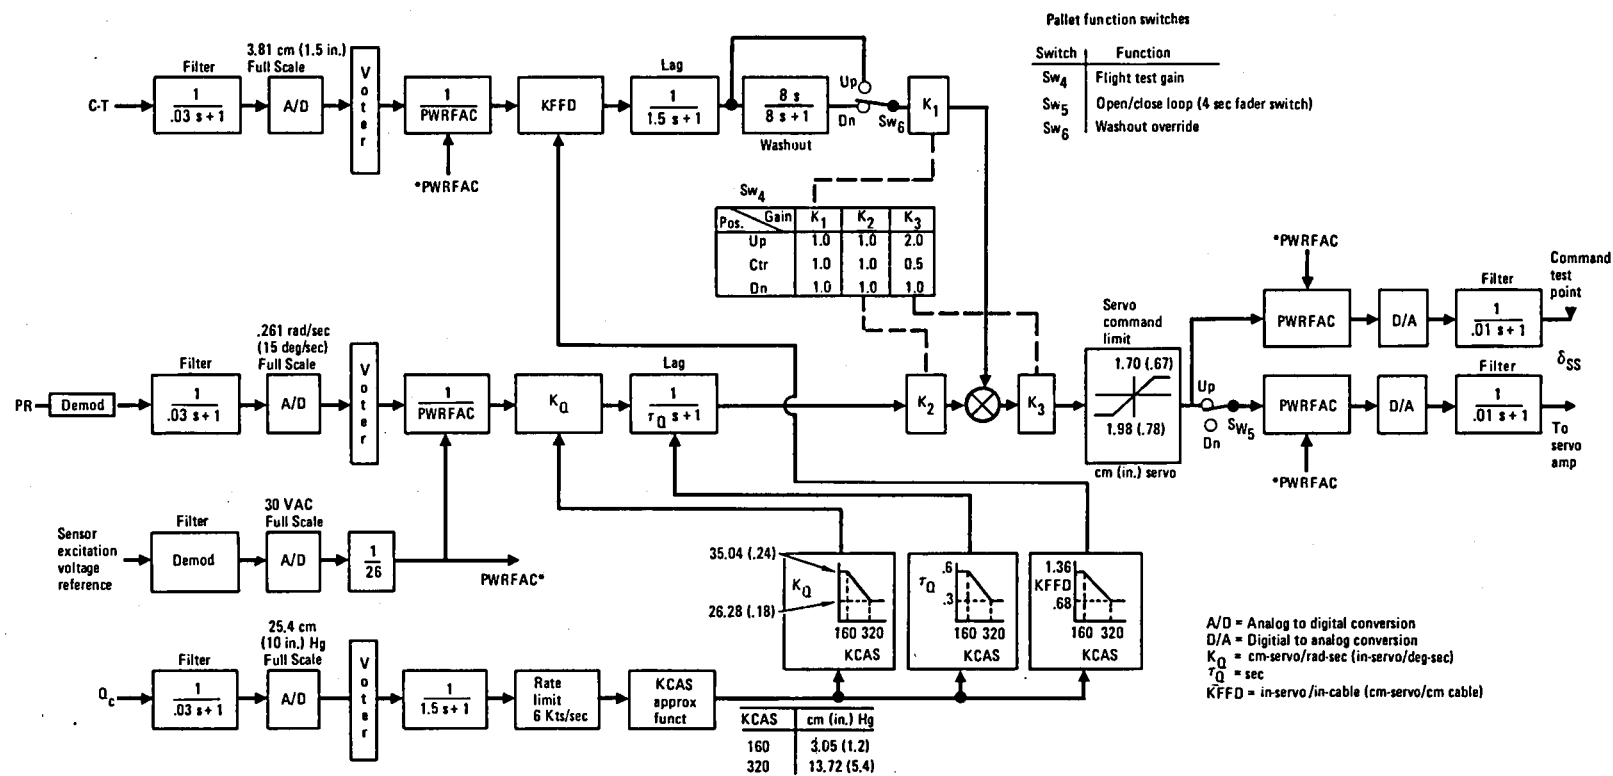 Pallet function switches
Switch Function
Sw4 Flight test gain
Sw5 Open/close loop (4 sec fader switch)
Sw6 Washout override
C-T
Filter
1
.03 s + 1
3.81 cm (1.5 in.)
Full Scale
A/D
Voter
1
PWRFAC
*PWRFAC
KFFD
Lag
1
1.5 s + 1
8 s
8 s + 1
Washout
Up
Dn
Sw6
K1
Sw4
Pos. Gain K1 K2 K3
Up 1.0 1.0 2.0
Ctr 1.0 1.0 0.5
Dn 1.0 1.0 1.0
PR
Demod
Filter
1
.03 s + 1
.261 rad/sec
(15 deg/sec)
Full Scale
A/D
Voter
1
PWRFAC
KQ
Lag
1
τQ s + 1
K2
K3
Servo
command
limit
1.70 (.67)
1.98 (.78)
cm (in.) servo
Up
Dn
SW5
*PWRFAC
PWRFAC
D/A
Filter
1
.01 s + 1
Command
test
point
δSS
PWRFAC
*PWRFAC
D/A
Filter
1
.01 s + 1
To
servo
amp
Sensor
excitation
voltage
reference
Filter
Demod
30 VAC
Full Scale
A/D
1
26
PWRFAC*
35.04 (.24)
KQ
26.28 (.18)
160 320
KCAS
.6
τQ
.3
160 320
KCAS
1.36
KFFD
.68
160 320
KCAS
Qc
Filter
1
.03 s + 1
25.4 cm
(10 in.) Hg
Full Scale
A/D
Voter
1
1.5 s + 1
Rate
limit
6 Kts/sec
KCAS
approx
funct
KCAS cm (in.) Hg
160 3.05 (1.2)
320 13.72 (5.4)
A/D = Analog to digital conversion
D/A = Digitial to analog conversion
KQ = cm-servo/rad-sec (in-servo/deg-sec)
τQ = sec
KFFD = in-servo/in-cable (cm-servo/cm cable)